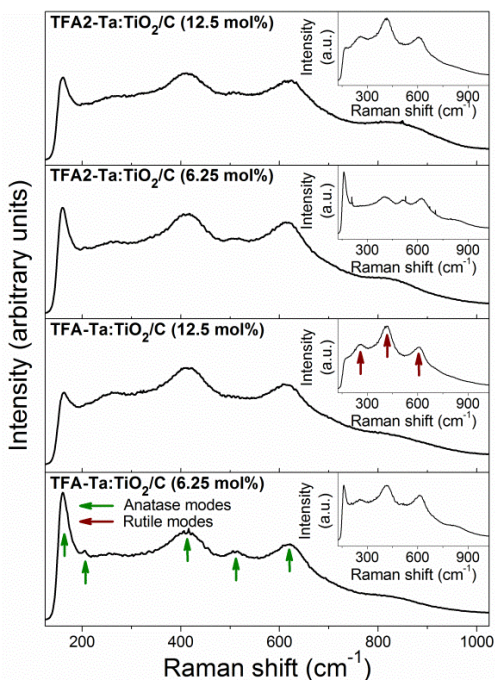 TFA2-Ta:TiO₂/C (12.5 mol%)
Intensity
(a.u.)
300 600 900
Raman shift (cm⁻¹)
TFA2-Ta:TiO₂/C (6.25 mol%)
Intensity
(a.u.)
300 600 900
Raman shift (cm⁻¹)
TFA-Ta:TiO₂/C (12.5 mol%)
Intensity
(a.u.)
300 600 900
Raman shift (cm⁻¹)
TFA-Ta:TiO₂/C (6.25 mol%)
Anatase modes
Rutile modes
Intensity
(a.u.)
300 600 900
Raman shift (cm⁻¹)
Intensity (arbitrary units)
200 400 600 800 1000
Raman shift (cm⁻¹)